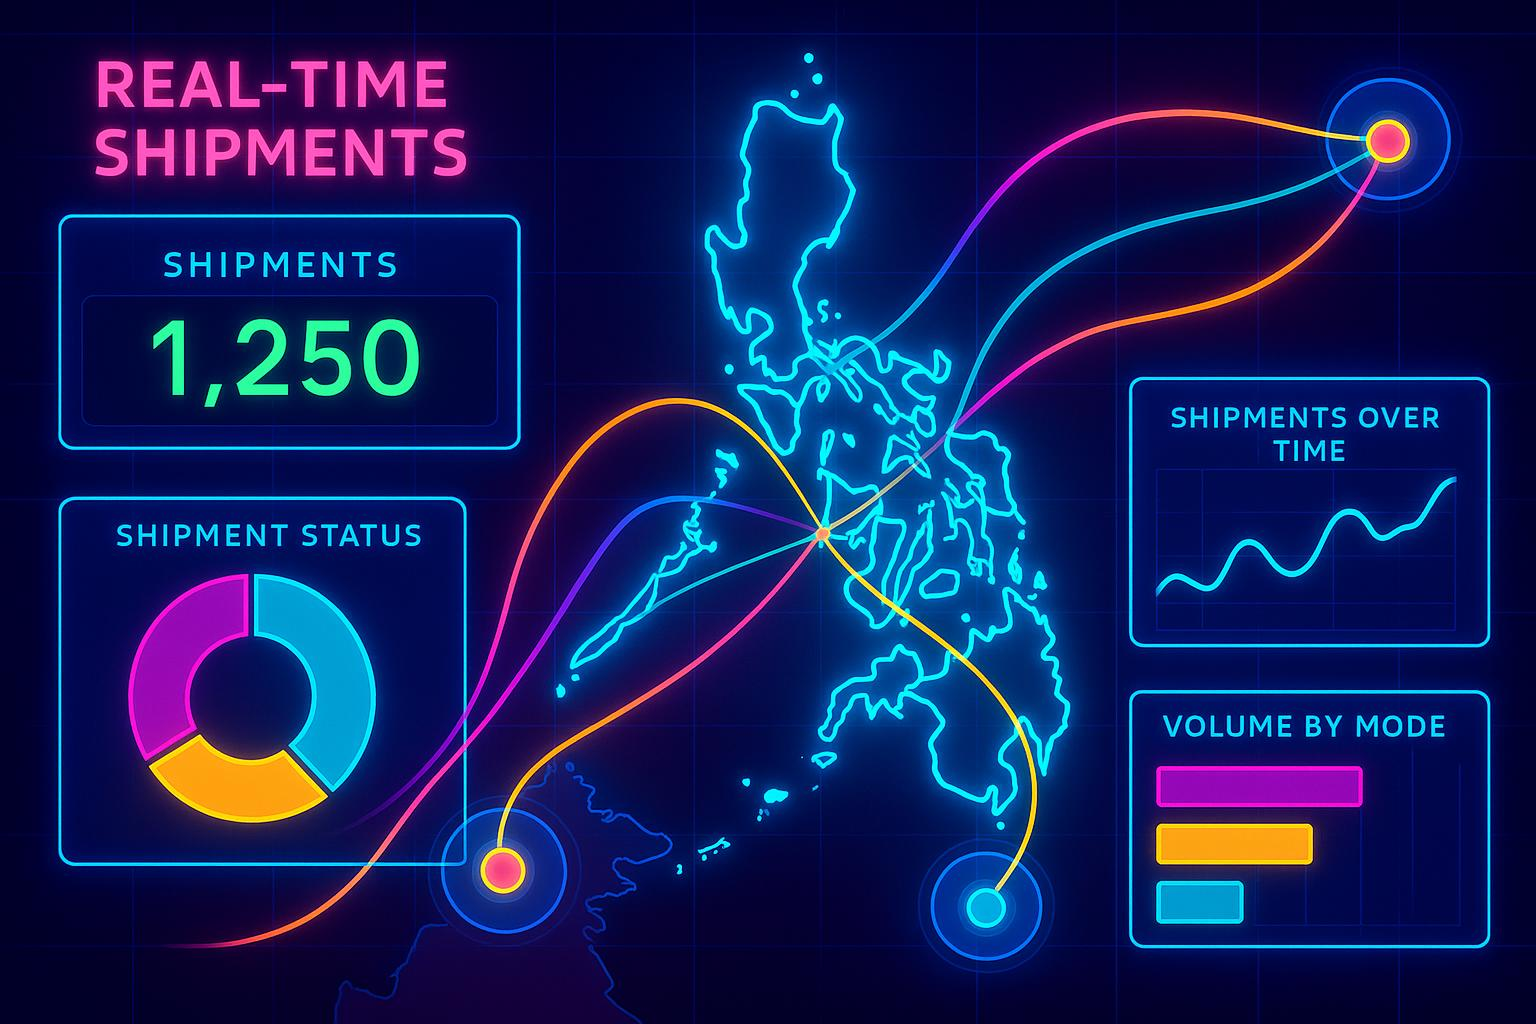 REAL-TIME
SHIPMENTS
SHIPMENTS
1,250
SHIPMENT STATUS
SHIPMENTS OVER
TIME
VOLUME BY MODE